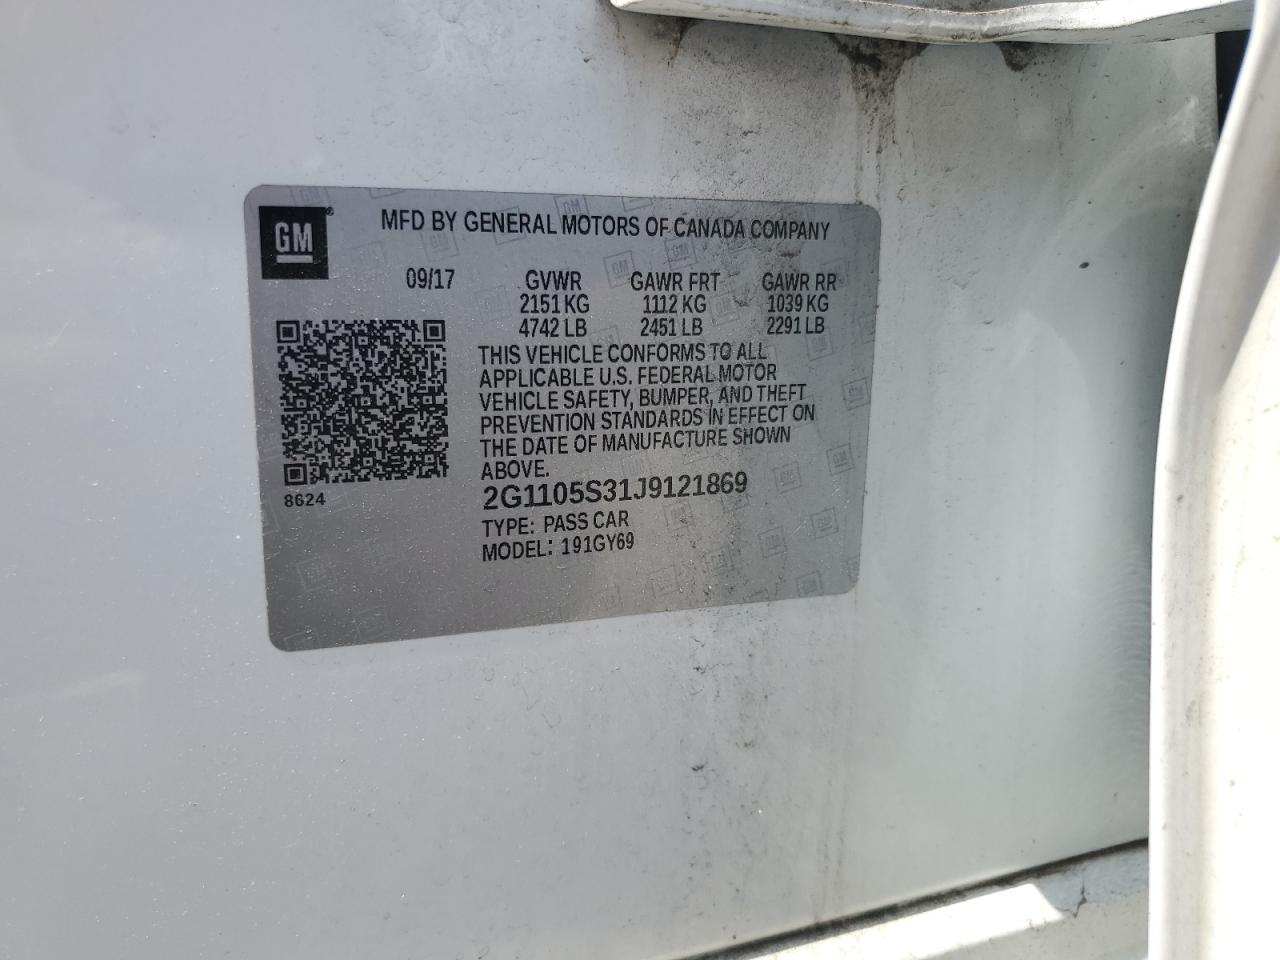 GM®
MFD BY GENERAL MOTORS OF CANADA COMPANY
09/17 GVWR GAWR FRT GAWR RR
2151 KG 1112 KG 1039 KG
4742 LB 2451 LB 2291 LB
THIS VEHICLE CONFORMS TO ALL
APPLICABLE U.S. FEDERAL MOTOR
VEHICLE SAFETY, BUMPER, AND THEFT
PREVENTION STANDARDS IN EFFECT ON
THE DATE OF MANUFACTURE SHOWN
ABOVE.
8624
2G1105S31J9121869
TYPE: PASS CAR
MODEL: 191GY69